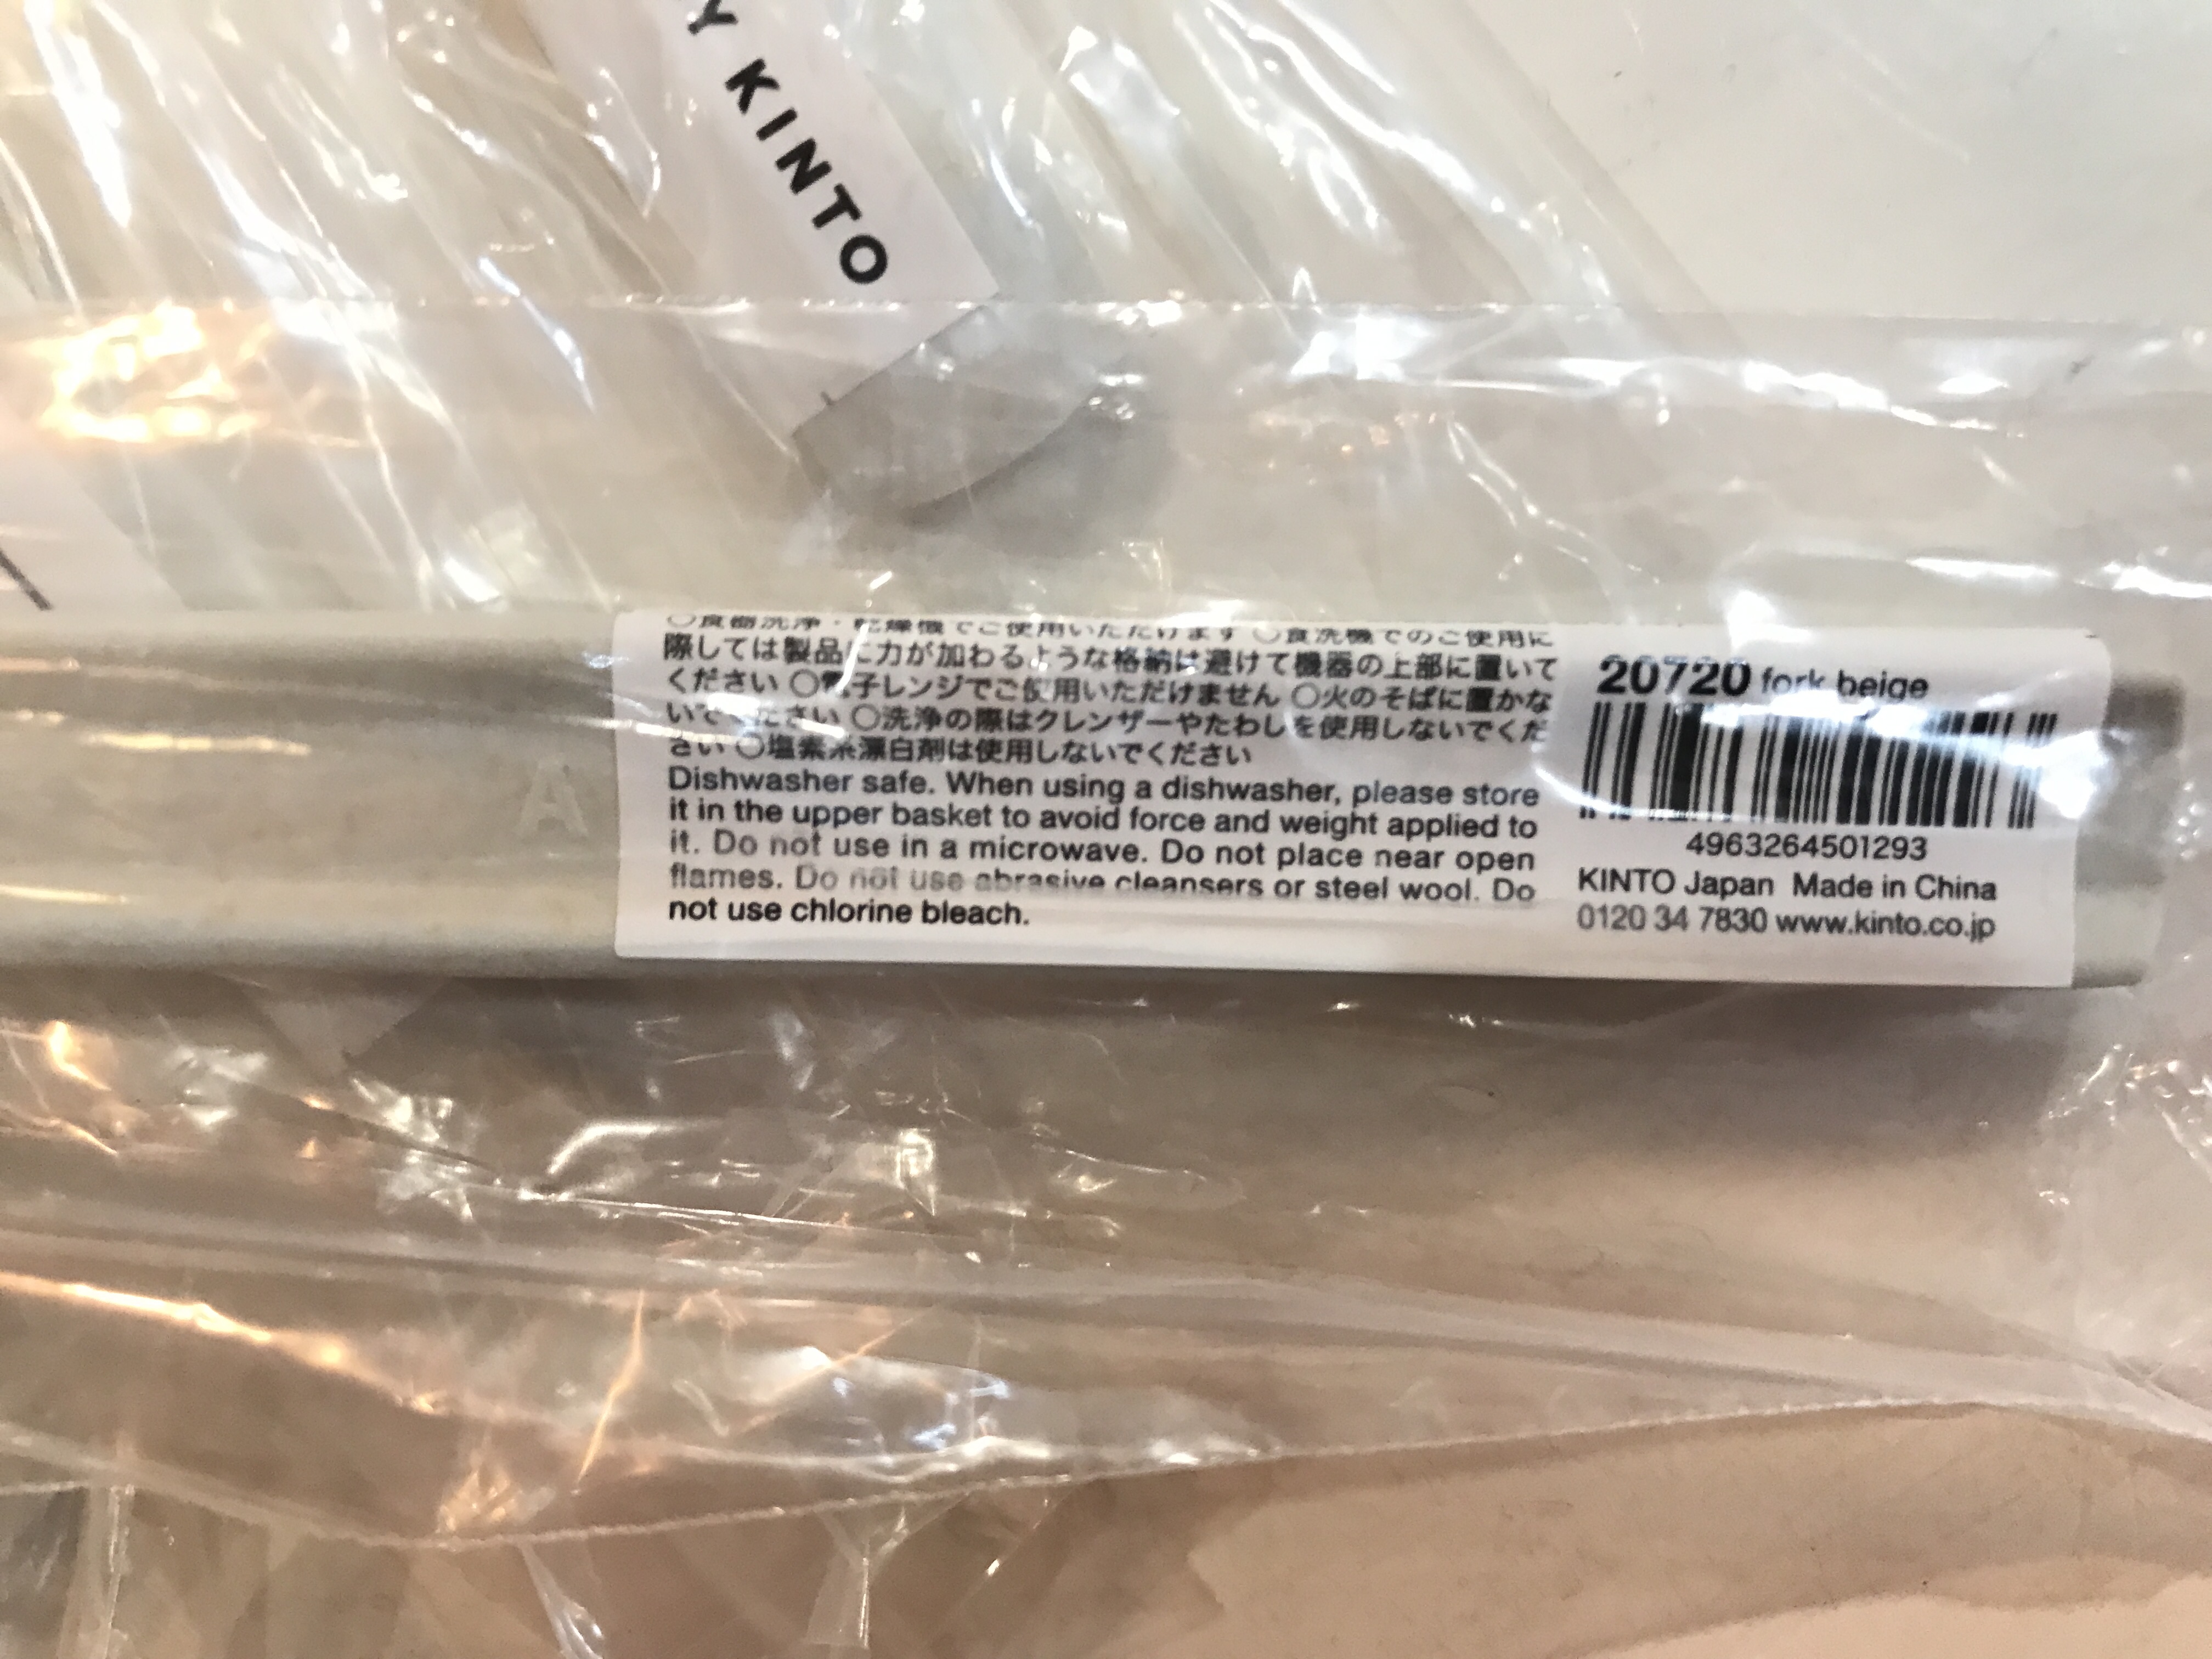 Y KINTO
○食器洗浄・乾燥機でご使用いただけます ○食洗機でのご使用に
際しては製品に力が加わるような格納は避けて機器の上部に置いて
ください ○電子レンジでご使用いただけません ○火のそばに置かな
いでください ○洗浄の際はクレンザーやたわしを使用しないでくだ
さい ○塩素系漂白剤は使用しないでください
Dishwasher safe. When using a dishwasher, please store
it in the upper basket to avoid force and weight applied to
it. Do not use in a microwave. Do not place near open
flames. Do not use abrasive cleansers or steel wool. Do
not use chlorine bleach.
20720 fork beige
4963264501293
KINTO Japan Made in China
0120 34 7830 www.kinto.co.jp
A